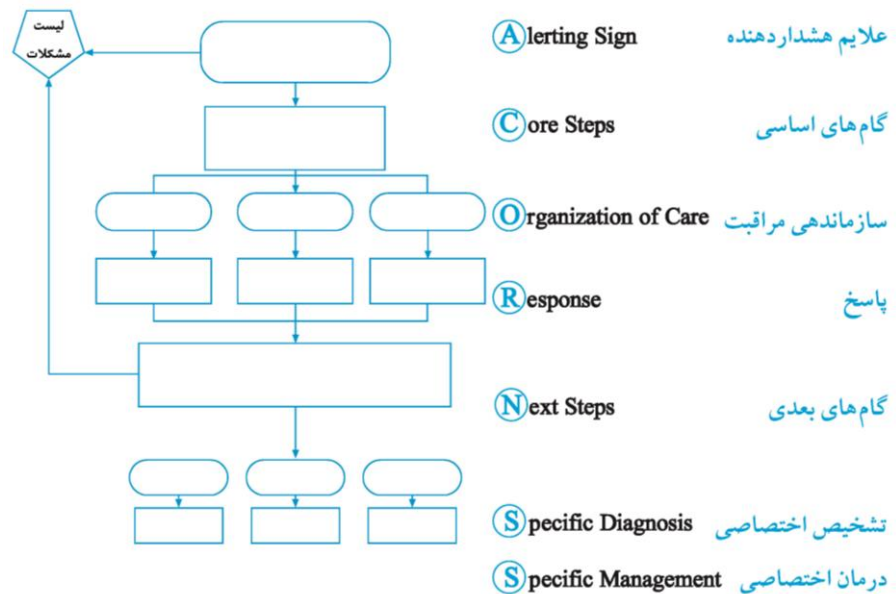 لیست
مشکلات
Alerting Sign علایم هشداردهنده
Core Steps گام‌های اساسی
Organization of Care سازماندهی مراقبت
Response پاسخ
Next Steps گام‌های بعدی
Specific Diagnosis تشخیص اختصاصی
Specific Management درمان اختصاصی